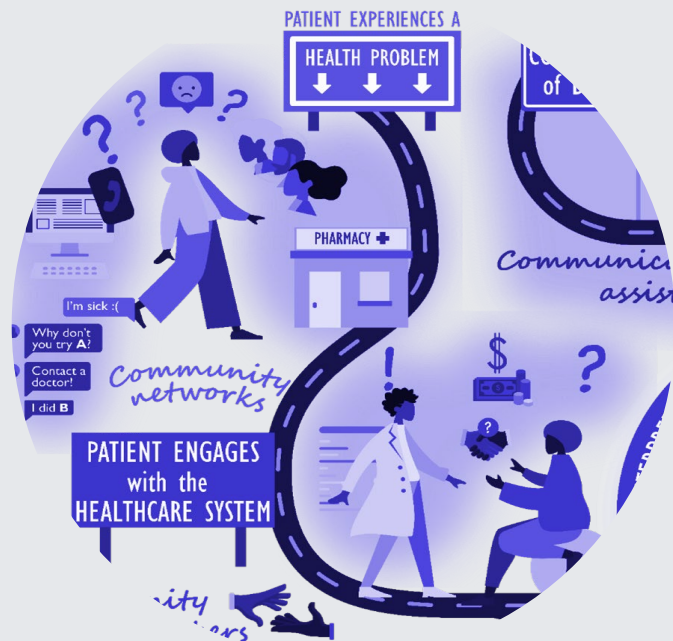 PATIENT EXPERIENCES A
HEALTH PROBLEM
of
Communica
assis
PHARMACY
I'm sick :(
Why don't
you try A?
Contact a
doctor!
I did B
Community
networks
$
PATIENT ENGAGES
with the
HEALTHCARE SYSTEM